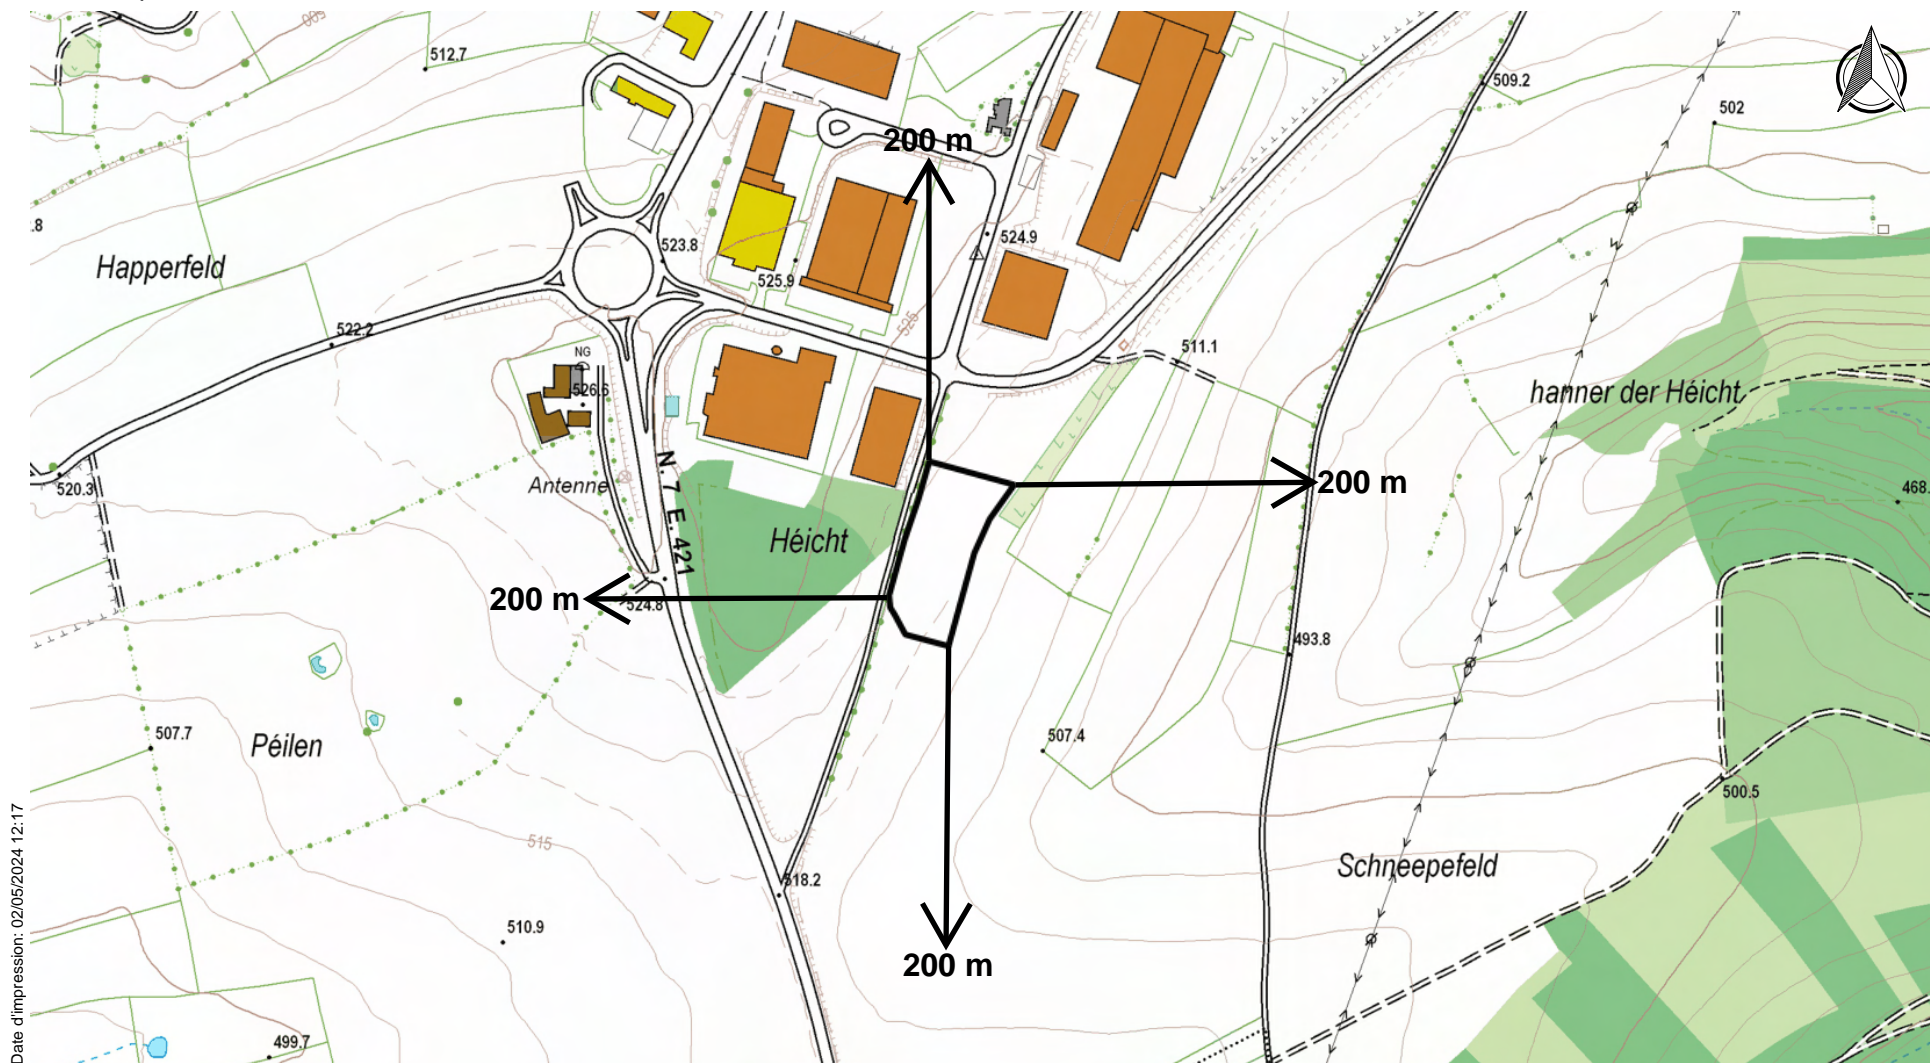 500
512.7
509.2
502
200 m
.8
523.8
524.9
Happerfeld
525.9
525
522.2
NG
511.1
526.6
hanner der Héicht
520.3
Antenne
N. 7 E. 421
200 m
468.
Héicht
200 m
524.8
493.8
507.7
Péilen
507.4
500.5
515
518.2
Schneepefeld
510.9
200 m
499.7
Date d'impression: 02/05/2024 12:17